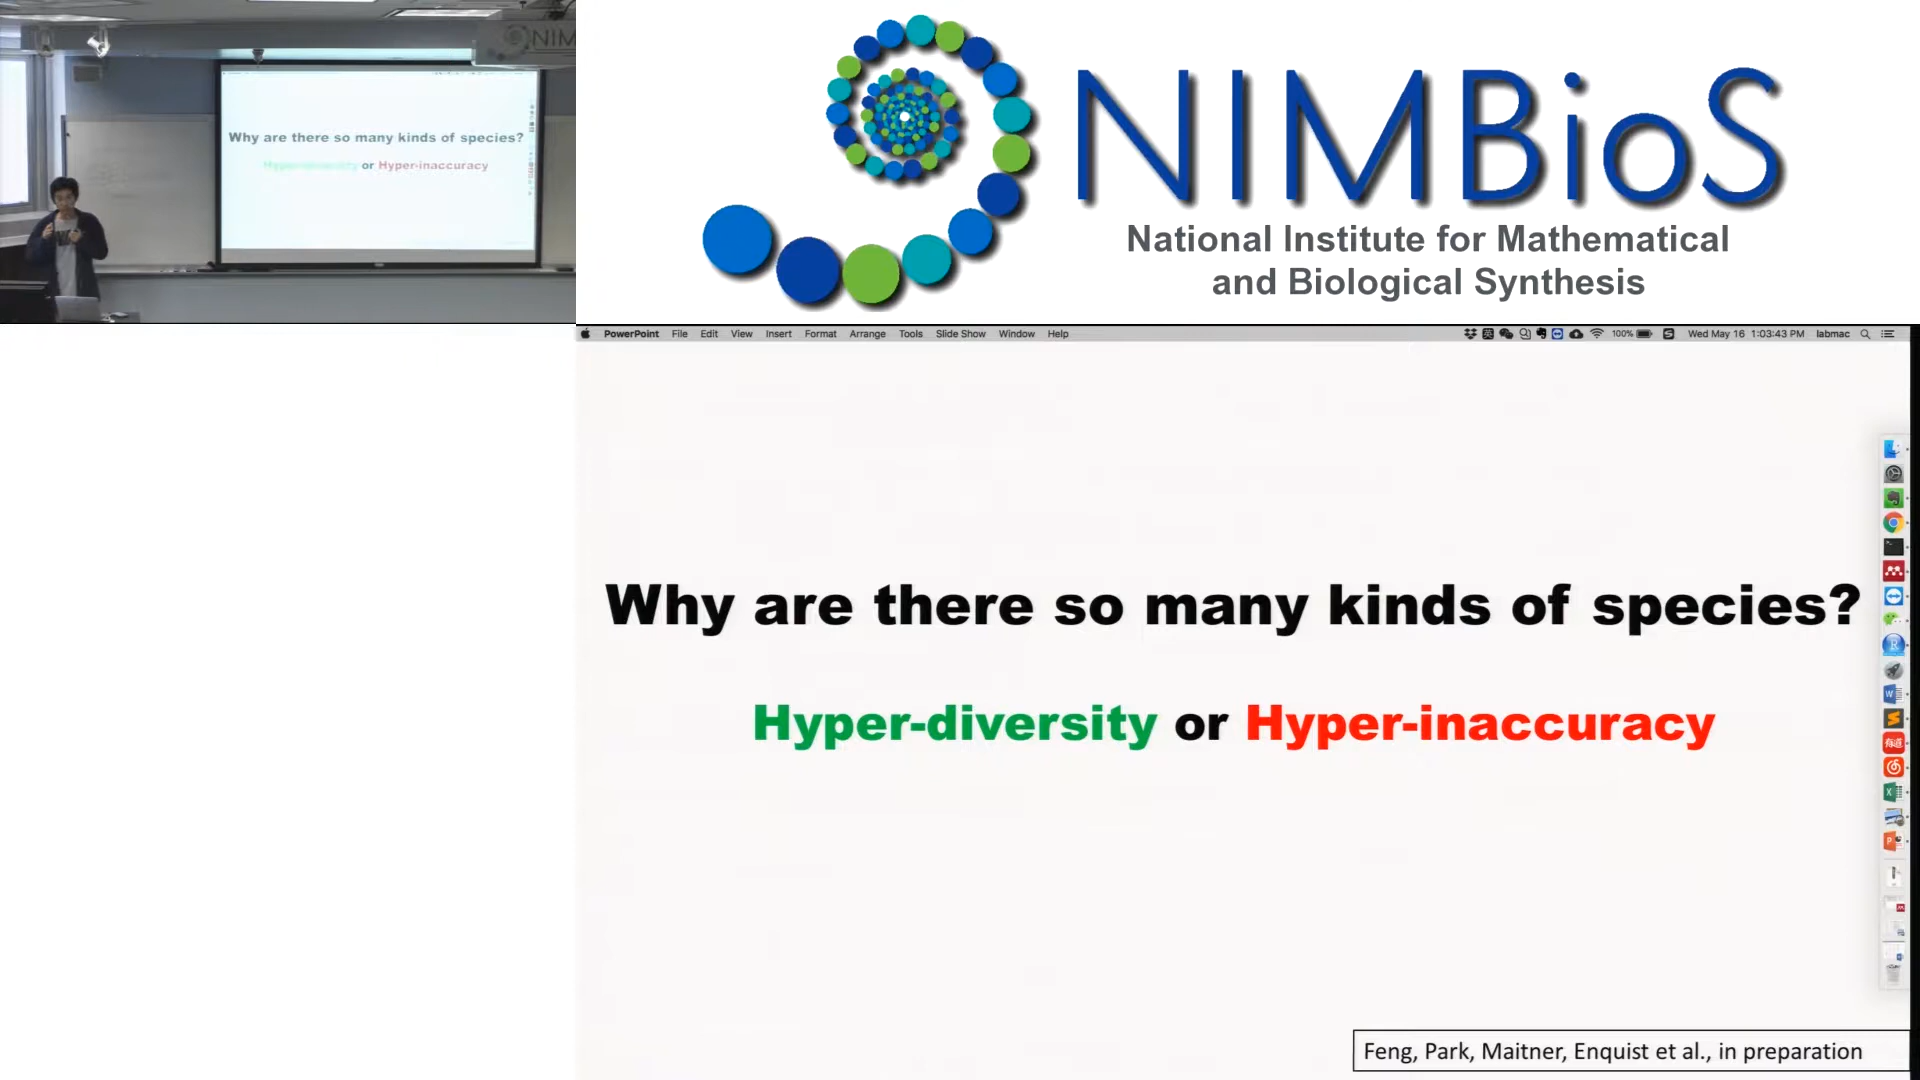 NIM
Why are there so many kinds of species?
Hyper-diversity or Hyper-inaccuracy
NIMBioS
National Institute for Mathematical
and Biological Synthesis
PowerPoint File Edit View Insert Format Arrange Tools Slide Show Window Help 100% Wed May 16 1:03:43 PM labmac
Why are there so many kinds of species?
Hyper-diversity or Hyper-inaccuracy
Feng, Park, Maitner, Enquist et al., in preparation